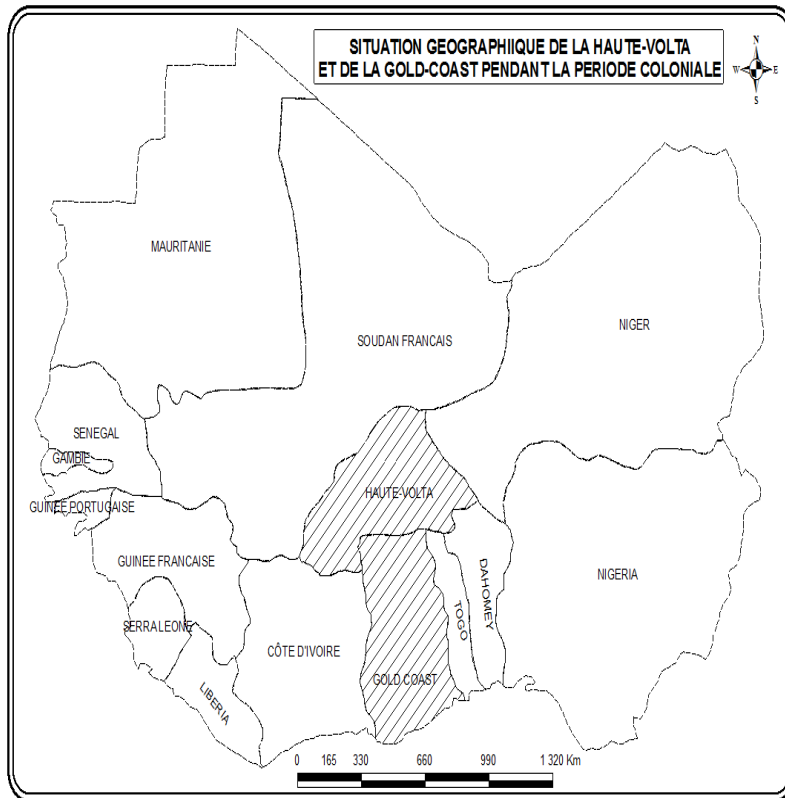 SITUATION GEOGRAPHIIQUE DE LA HAUTE-VOLTA
ET DE LA GOLD-COAST PENDANT LA PERIODE COLONIALE
N
W E
S
MAURITANIE
NIGER
SOUDAN FRANCAIS
SENEGAL
GAMBIE
HAUTE-VOLTA
GUINEE PORTUGAISE
GUINEE FRANCAISE
NIGERIA
DAHOMEY
TOGO
SERRALEONE
CÔTE D'IVOIRE
GOLD COAST
LIBERIA
0 165 330 660 990 1 320 Km